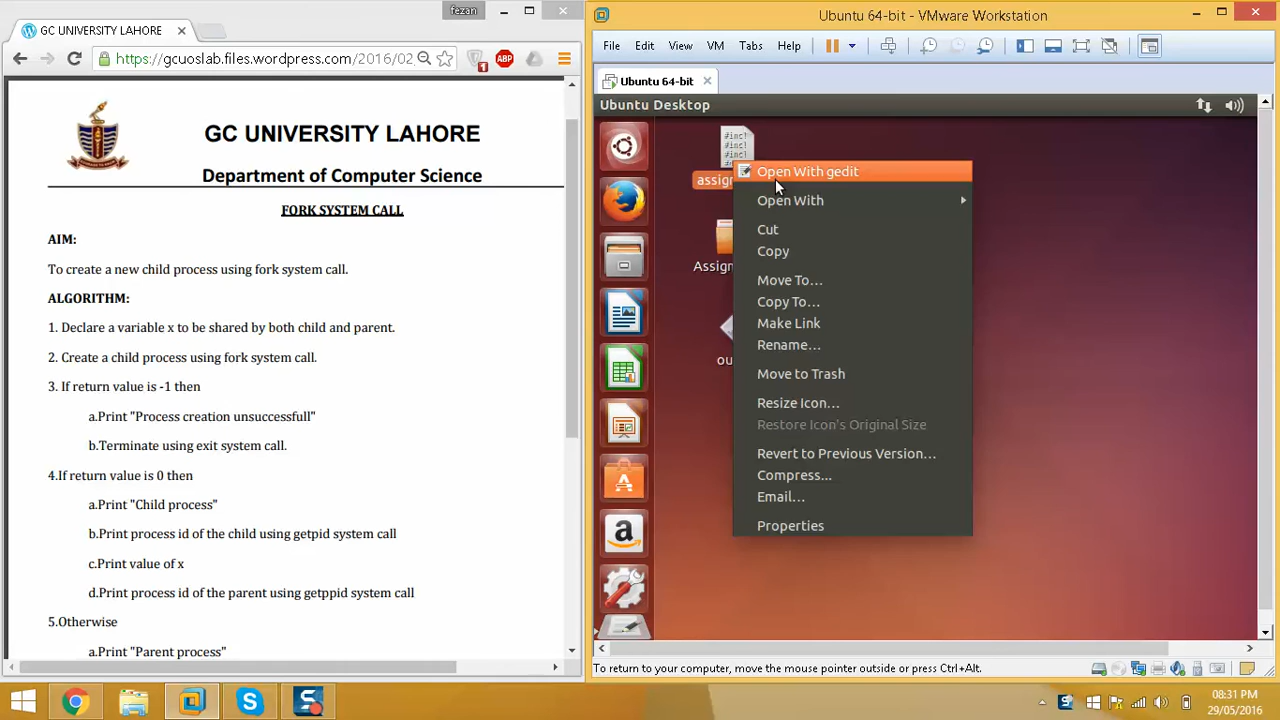 fezan
GC UNIVERSITY LAHORE
https://gcuoslab.files.wordpress.com/2016/02
1
ABP
GC UNIVERSITY LAHORE
Department of Computer Science
FORK SYSTEM CALL
AIM:
To create a new child process using fork system call.
ALGORITHM:
1. Declare a variable x to be shared by both child and parent.
2. Create a child process using fork system call.
3. If return value is -1 then
a.Print "Process creation unsuccessfull"
b.Terminate using exit system call.
4.If return value is 0 then
a.Print "Child process"
b.Print process id of the child using getpid system call
c.Print value of x
d.Print process id of the parent using getppid system call
5.Otherwise
a.Print "Parent process"
Ubuntu 64-bit - VMware Workstation
File Edit View VM Tabs Help
Ubuntu 64-bit
Ubuntu Desktop
#incl
#incl
#incl
assign
Assign
ou
Open With gedit
Open With
Cut
Copy
Move To…
Copy To…
Make Link
Rename…
Move to Trash
Resize Icon…
Restore Icon's Original Size
Revert to Previous Version…
Compress…
Email…
Properties
To return to your computer, move the mouse pointer outside or press Ctrl+Alt.
08:31 PM
29/05/2016